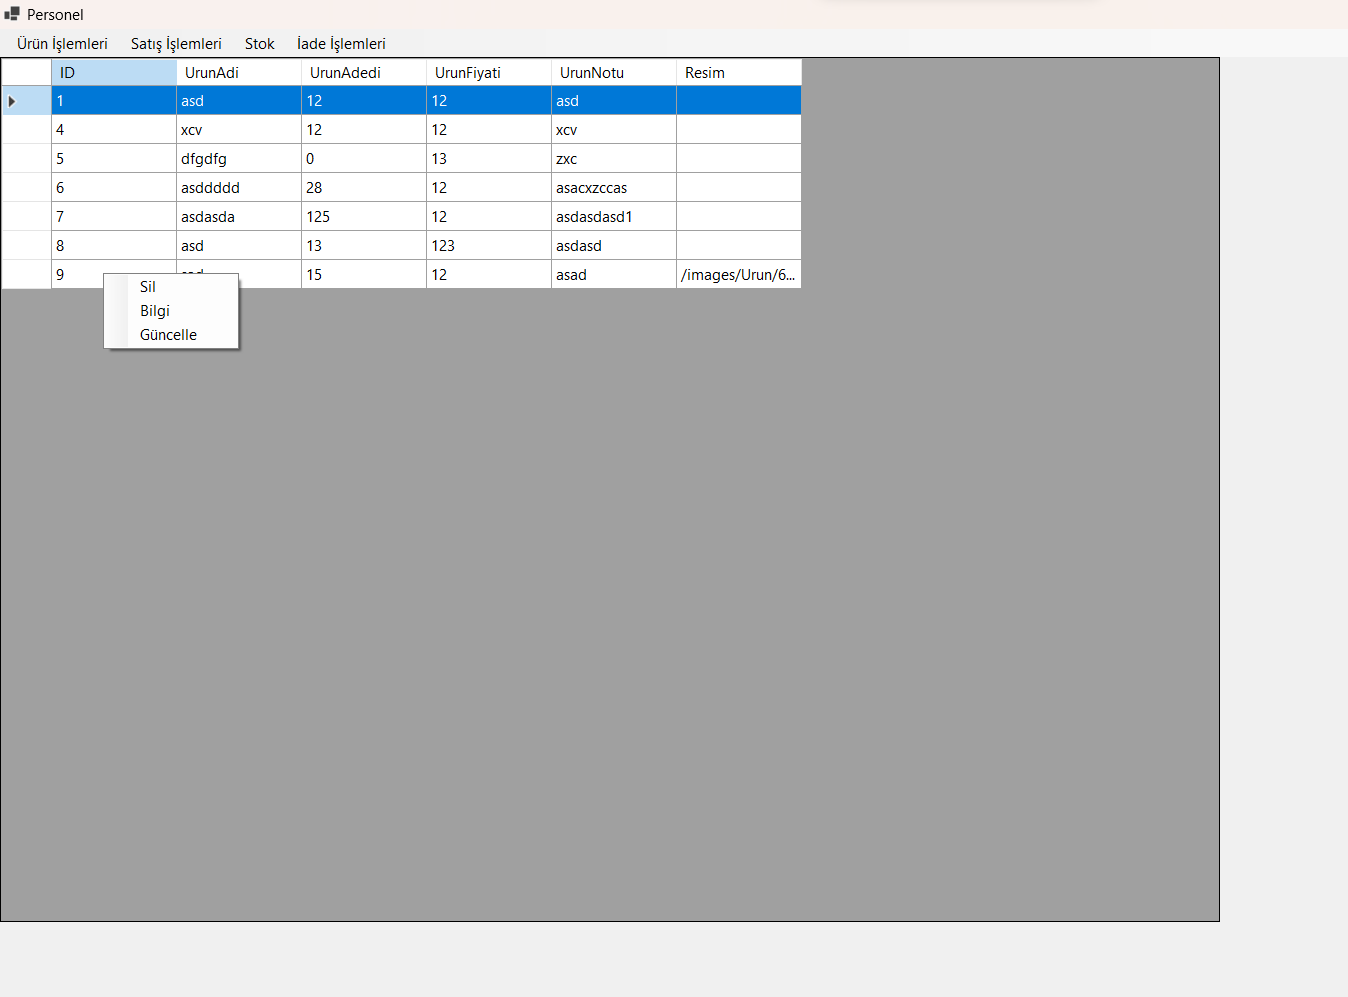 Personel
Ürün İşlemleri Satış İşlemleri Stok İade İşlemleri
ID UrunAdi UrunAdedi UrunFiyati UrunNotu Resim
1 asd 12 12 asd
4 xcv 12 12 xcv
5 dfgdfg 0 13 zxc
6 asddddd 28 12 asacxzccas
7 asdasda 125 12 asdasdasd1
8 asd 13 123 asdasd
9 15 12 asad /images/Urun/6...
Sil
Bilgi
Güncelle